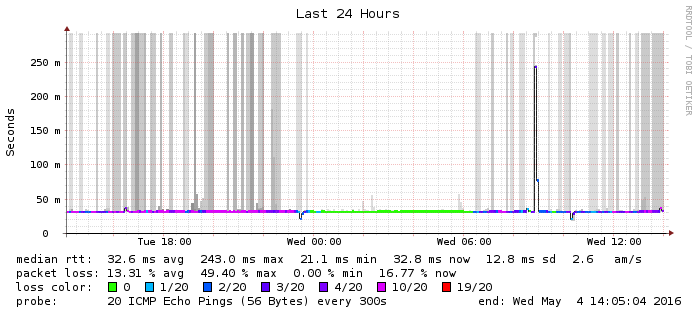 Last 24 Hours
RRDTOOL / TOBI OETIKER
Seconds
250 m
200 m
150 m
100 m
50 m
0
Tue 18:00 Wed 00:00 Wed 06:00 Wed 12:00
median rtt: 32.6 ms avg 243.0 ms max 21.1 ms min 32.8 ms now 12.8 ms sd 2.6 am/s
packet loss: 13.31 % avg 49.40 % max 0.00 % min 16.77 % now
loss color: 0 1/20 2/20 3/20 4/20 10/20 19/20
probe: 20 ICMP Echo Pings (56 Bytes) every 300s end: Wed May 4 14:05:04 2016